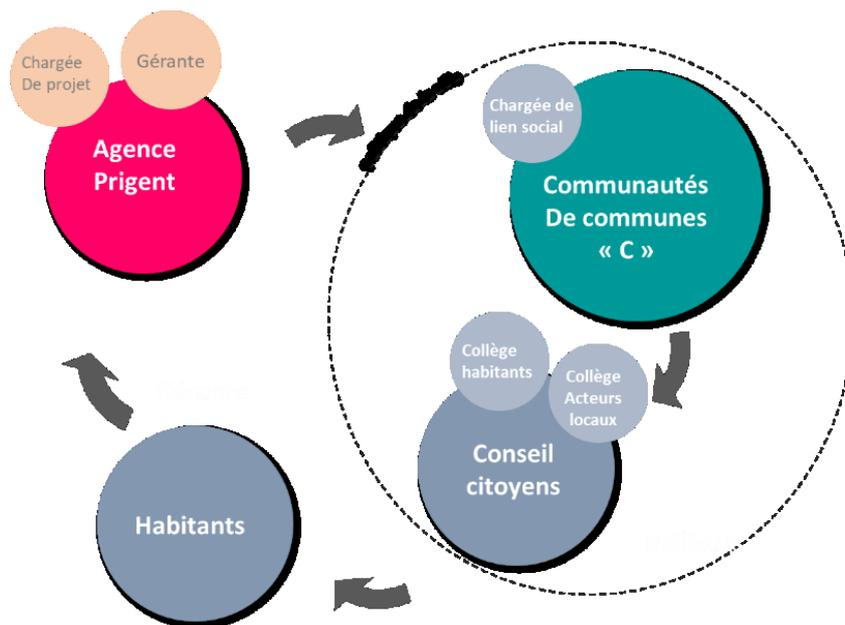 Chargée
De projet
Gérante
Agence
Prigent
Chargée de
lien social
Communautés
De communes
« C »
Collège
habitants
Collège
Acteurs
locaux
Conseil
citoyens
Habitants